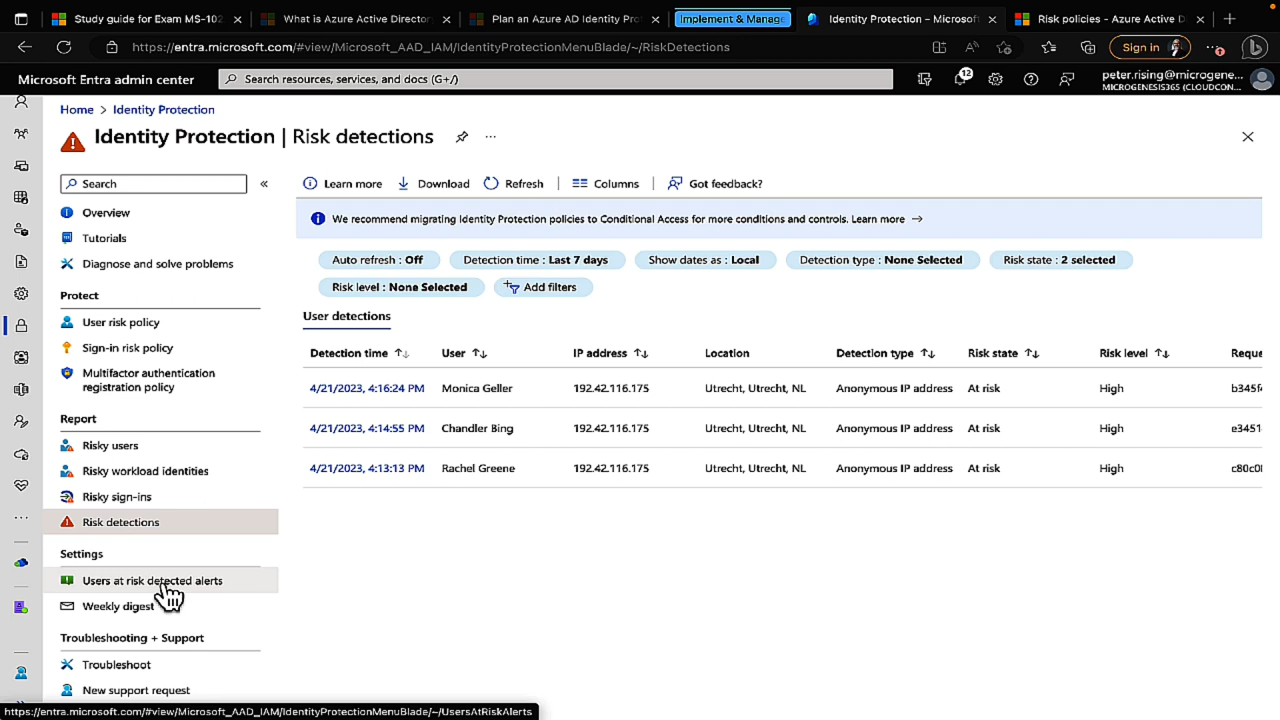 Study guide for Exam MS-102
What is Azure Active Director
Plan an Azure AD Identity Pro
Implement & Manage
Identity Protection – Microsoft
Risk policies - Azure Active D
https://entra.microsoft.com/#view/Microsoft_AAD_IAM/IdentityProtectionMenuBlade/~/RiskDetections
Sign in
Microsoft Entra admin center
Search resources, services, and docs (G+/)
12
peter.rising@microgene...
MICROGENESIS365 (CLOUDCON...
Home > Identity Protection
Identity Protection | Risk detections
Search
Learn more
Download
Refresh
Columns
Got feedback?
Overview
Tutorials
Diagnose and solve problems
Protect
User risk policy
Sign-in risk policy
Multifactor authentication
registration policy
Report
Risky users
Risky workload identities
Risky sign-ins
Risk detections
Settings
Users at risk detected alerts
Weekly digest
Troubleshooting + Support
Troubleshoot
New support request
We recommend migrating Identity Protection policies to Conditional Access for more conditions and controls. Learn more →
Auto refresh : Off
Detection time : Last 7 days
Show dates as : Local
Detection type : None Selected
Risk state : 2 selected
Risk level : None Selected
Add filters
User detections
Detection time User IP address Location Detection type Risk state Risk level Reque
4/21/2023, 4:16:24 PM Monica Geller 192.42.116.175 Utrecht, Utrecht, NL Anonymous IP address At risk High b345f
4/21/2023, 4:14:55 PM Chandler Bing 192.42.116.175 Utrecht, Utrecht, NL Anonymous IP address At risk High e3451
4/21/2023, 4:13:13 PM Rachel Greene 192.42.116.175 Utrecht, Utrecht, NL Anonymous IP address At risk High c80c0
https://entra.microsoft.com/#view/Microsoft_AAD_IAM/IdentityProtectionMenuBlade/~/UsersAtRiskAlerts